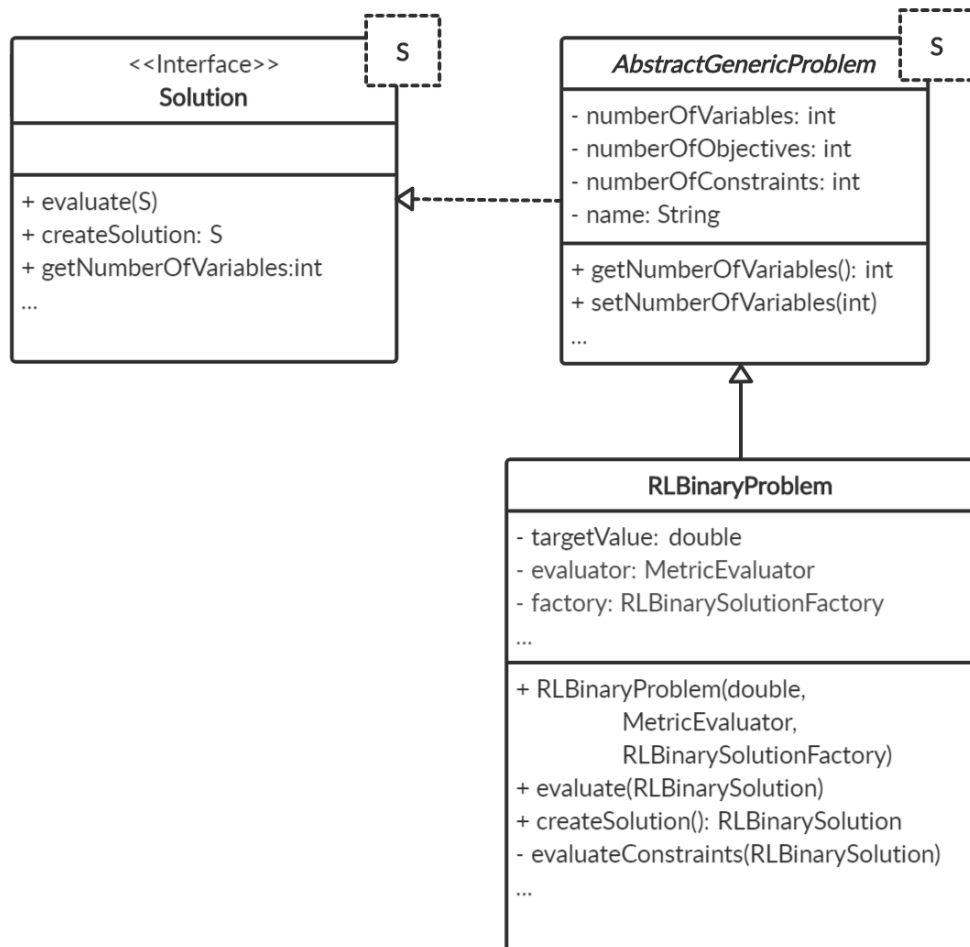 S
<<Interface>>
Solution
+ evaluate(S)
+ createSolution: S
+ getNumberOfVariables:int
...
S
AbstractGenericProblem
- numberOfVariables: int
- numberOfObjectives: int
- numberOfConstraints: int
- name: String
+ getNumberOfVariables(): int
+ setNumberOfVariables(int)
...
RLBinaryProblem
- targetValue: double
- evaluator: MetricEvaluator
- factory: RLBinarySolutionFactory
...
+ RLBinaryProblem(double,
MetricEvaluator,
RLBinarySolutionFactory)
+ evaluate(RLBinarySolution)
+ createSolution(): RLBinarySolution
- evaluateConstraints(RLBinarySolution)
...